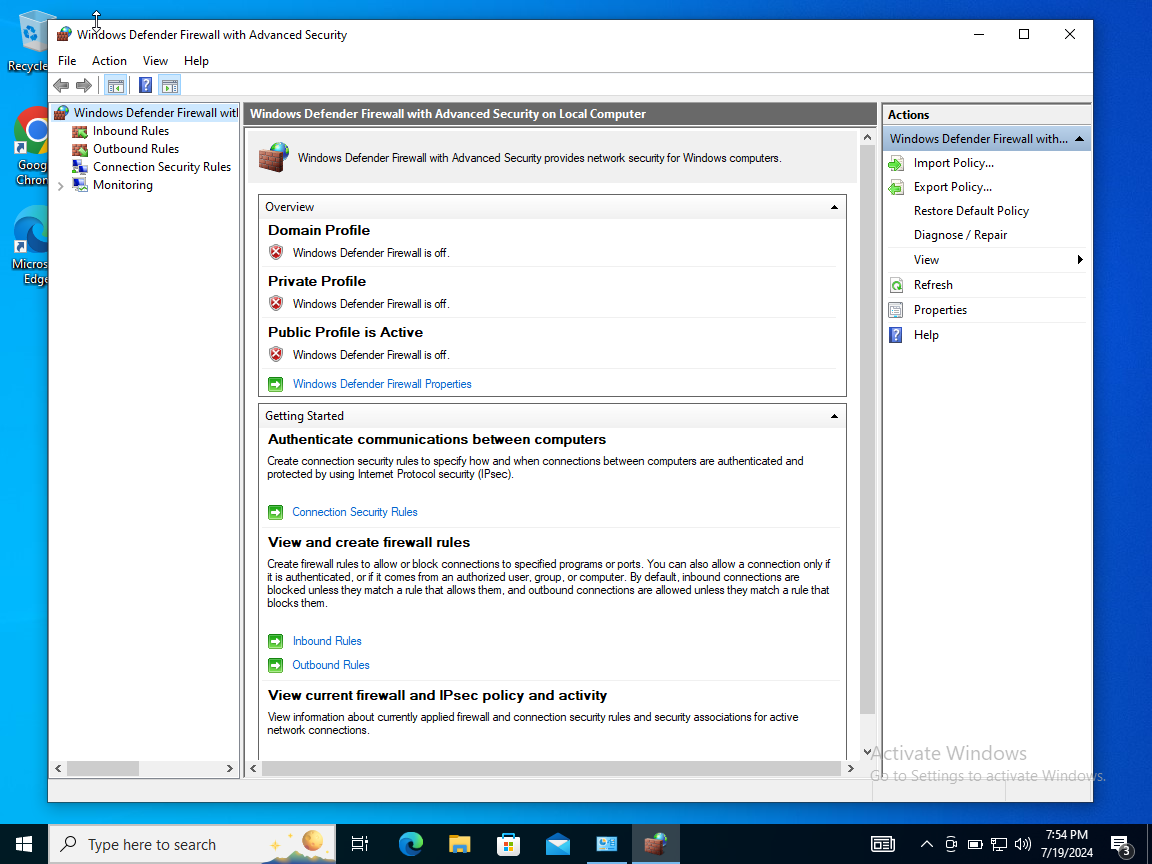 Recycle
Windows Defender Firewall with Advanced Security
File Action View Help
Windows Defender Firewall with
Inbound Rules
Outbound Rules
Connection Security Rules
Monitoring
Goog
Chron
Micros
Edge
Windows Defender Firewall with Advanced Security on Local Computer
Windows Defender Firewall with Advanced Security provides network security for Windows computers.
Overview
Domain Profile
Windows Defender Firewall is off.
Private Profile
Windows Defender Firewall is off.
Public Profile is Active
Windows Defender Firewall is off.
Windows Defender Firewall Properties
Getting Started
Authenticate communications between computers
Create connection security rules to specify how and when connections between computers are authenticated and
protected by using Internet Protocol security (IPsec).
Connection Security Rules
View and create firewall rules
Create firewall rules to allow or block connections to specified programs or ports. You can also allow a connection only if
it is authenticated, or if it comes from an authorized user, group, or computer. By default, inbound connections are
blocked unless they match a rule that allows them, and outbound connections are allowed unless they match a rule that
blocks them.
Inbound Rules
Outbound Rules
View current firewall and IPsec policy and activity
View information about currently applied firewall and connection security rules and security associations for active
network connections.
Actions
Windows Defender Firewall with...
Import Policy...
Export Policy...
Restore Default Policy
Diagnose / Repair
View
Refresh
Properties
Help
Activate Windows
Go to Settings to activate Windows.
Type here to search
7:54 PM
7/19/2024
3